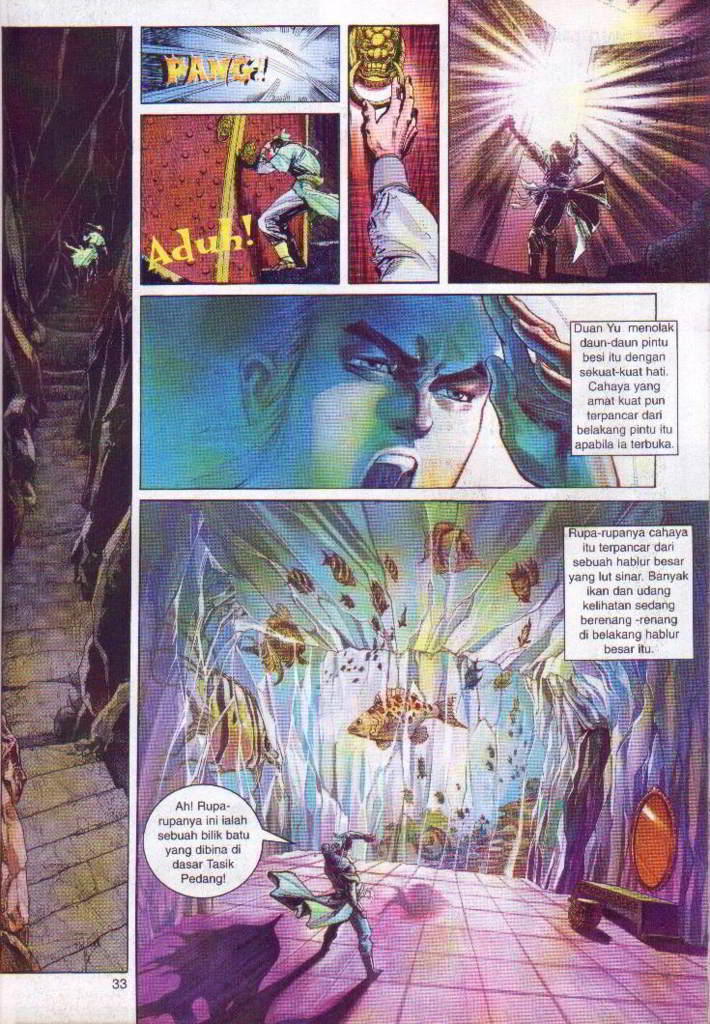 PANG!!
Aduh!
Duan Yu menolak
daun-daun pintu
besi itu dengan
sekuat-kuat hati.
Cahaya yang
amat kuat pun
terpancar dari
belakang pintu itu
apabila ia terbuka.
Rupa-rupanya cahaya
itu terpancar dari
sebuah hablur besar
yang lut sinar. Banyak
ikan dan udang
kelihatan sedang
berenang -renang
di belakang hablur
besar itu.
Ah! Rupa-
rupanya ini ialah
sebuah bilik batu
yang dibina di
dasar Tasik
Pedang!
33